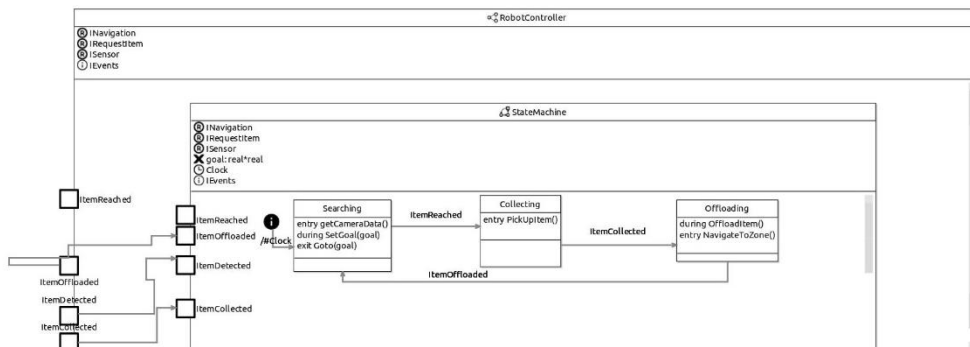 RobotController
R INavigation
R IRequestItem
R ISensor
i IEvents
StateMachine
R INavigation
R IRequestItem
R ISensor
X goal: real*real
Clock
i IEvents
ItemReached
ItemReached
ItemOffloaded
i
/#Clock
Searching
entry getCameraData()
during SetGoal(goal)
exit Goto(goal)
ItemReached
Collecting
entry PickUpItem()
ItemCollected
Offloading
during OffloadItem()
entry NavigateToZone()
ItemOffloaded
ItemOffloaded
ItemDetected
ItemDetected
ItemCollected
ItemCollected